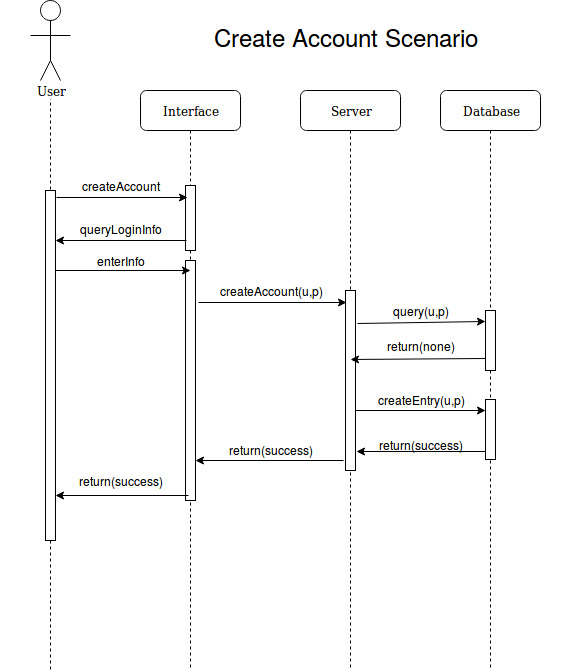 Create Account Scenario
User
Interface
Server
Database
createAccount
queryLoginInfo
enterInfo
createAccount(u,p)
query(u,p)
return(none)
createEntry(u,p)
return(success)
return(success)
return(success)